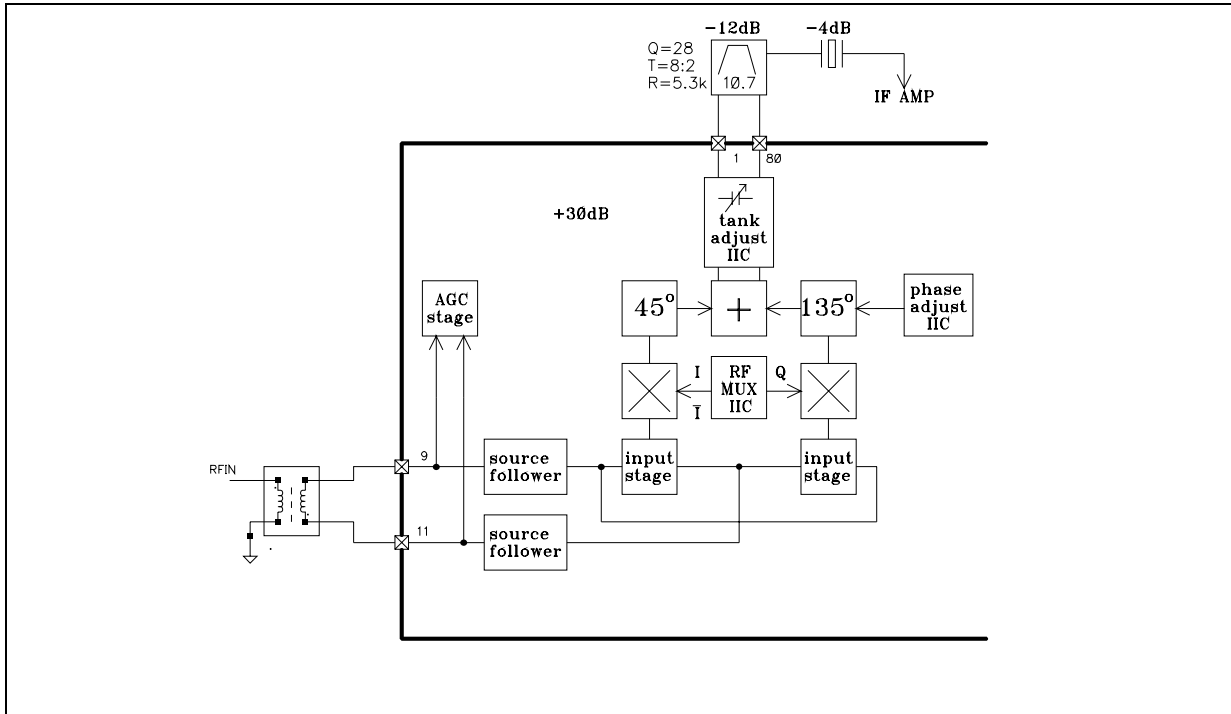 -12dB
-4dB
Q=28
T=8:2
R=5.3k
10.7
IF AMP
1
80
+30dB
tank
adjust
IIC
AGC
stage
45°
+
135°
phase
adjust
IIC
I
RF
MUX
IIC
Q
I̅
9
RFIN
source
follower
input
stage
input
stage
11
source
follower